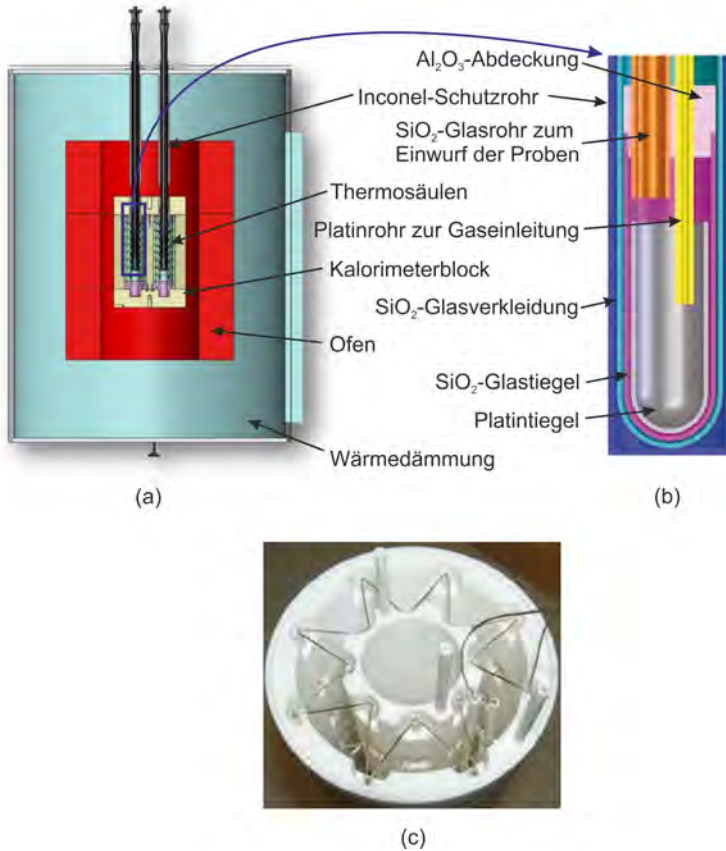 Al₂O₃-Abdeckung
Inconel-Schutzrohr
SiO₂-Glasrohr zum
Einwurf der Proben
Thermosäulen
Platinrohr zur Gaseinleitung
Kalorimeterblock
SiO₂-Glasverkleidung
Ofen
SiO₂-Glastiegel
Platintiegel
Wärmedämmung
(a)
(b)
(c)